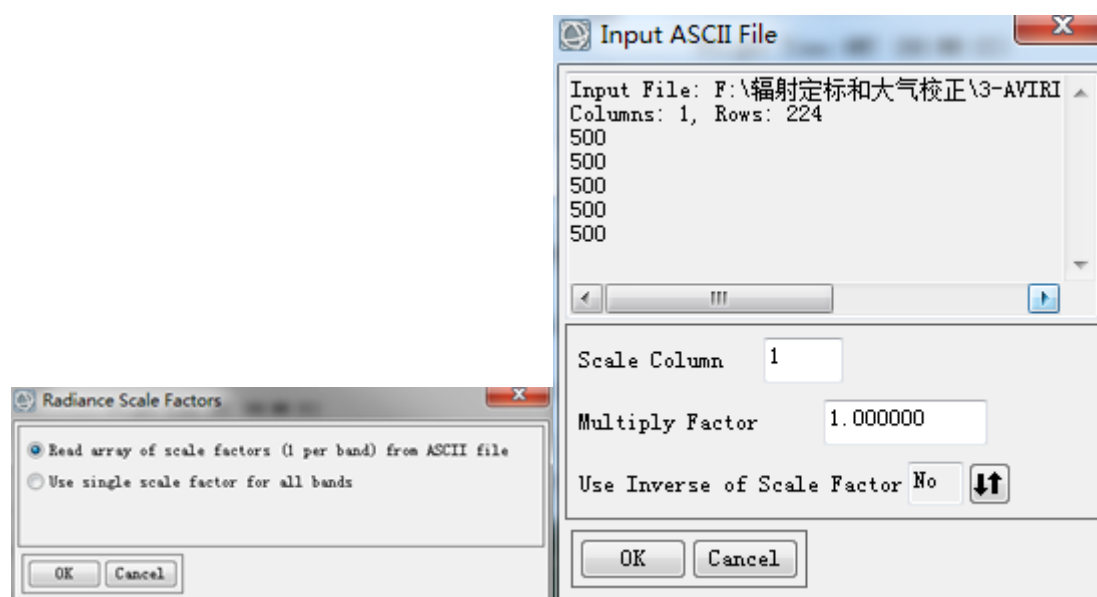 Radiance Scale Factors
Read array of scale factors (1 per band) from ASCII file
Use single scale factor for all bands
OK
Cancel
Input ASCII File
Input File: F:\辐射定标和大气校正\3-AVIRI
Columns: 1, Rows: 224
500
500
500
500
500
Scale Column 1
Multiply Factor 1.000000
Use Inverse of Scale Factor No
OK
Cancel